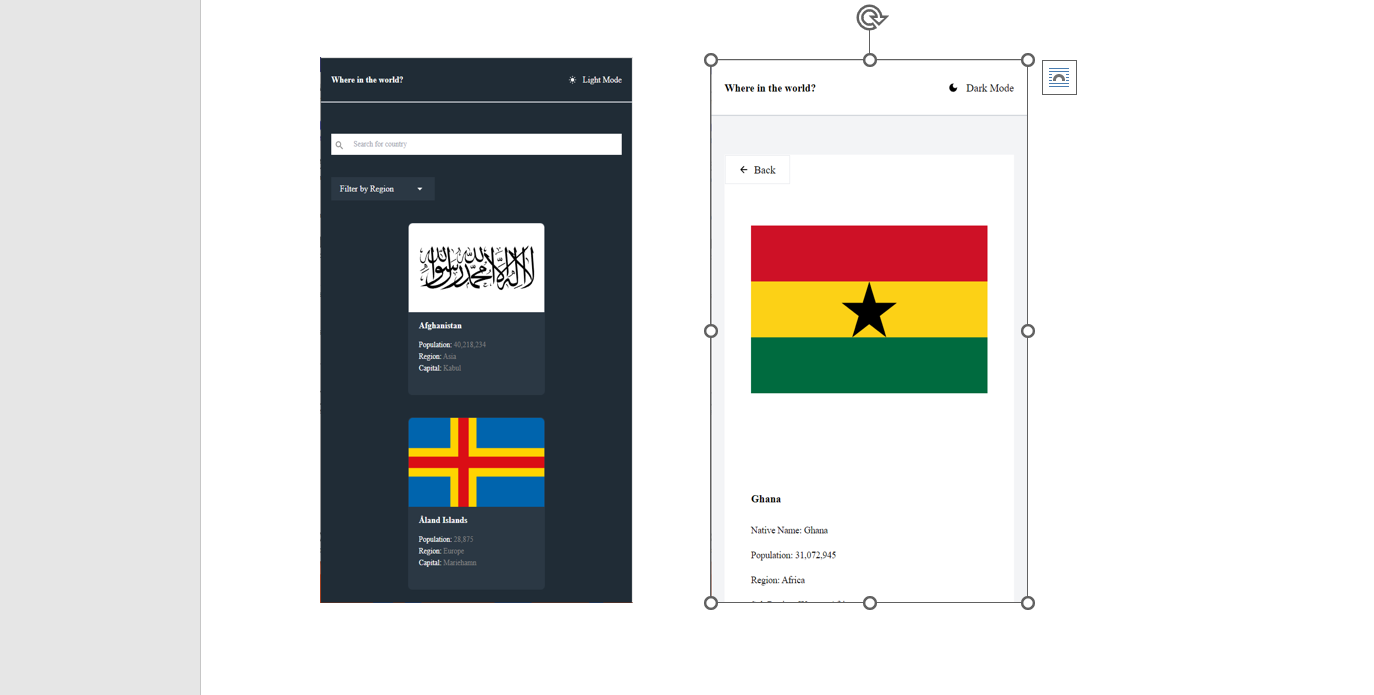 Where in the world?
Light Mode
Search for country
Filter by Region
لا إله إلا الله محمد رسول الله
Afghanistan
Population: 40,218,234
Region: Asia
Capital: Kabul
Åland Islands
Population: 28,875
Region: Europe
Capital: Mariehamn
Where in the world?
Dark Mode
Back
Ghana
Native Name: Ghana
Population: 31,072,945
Region: Africa